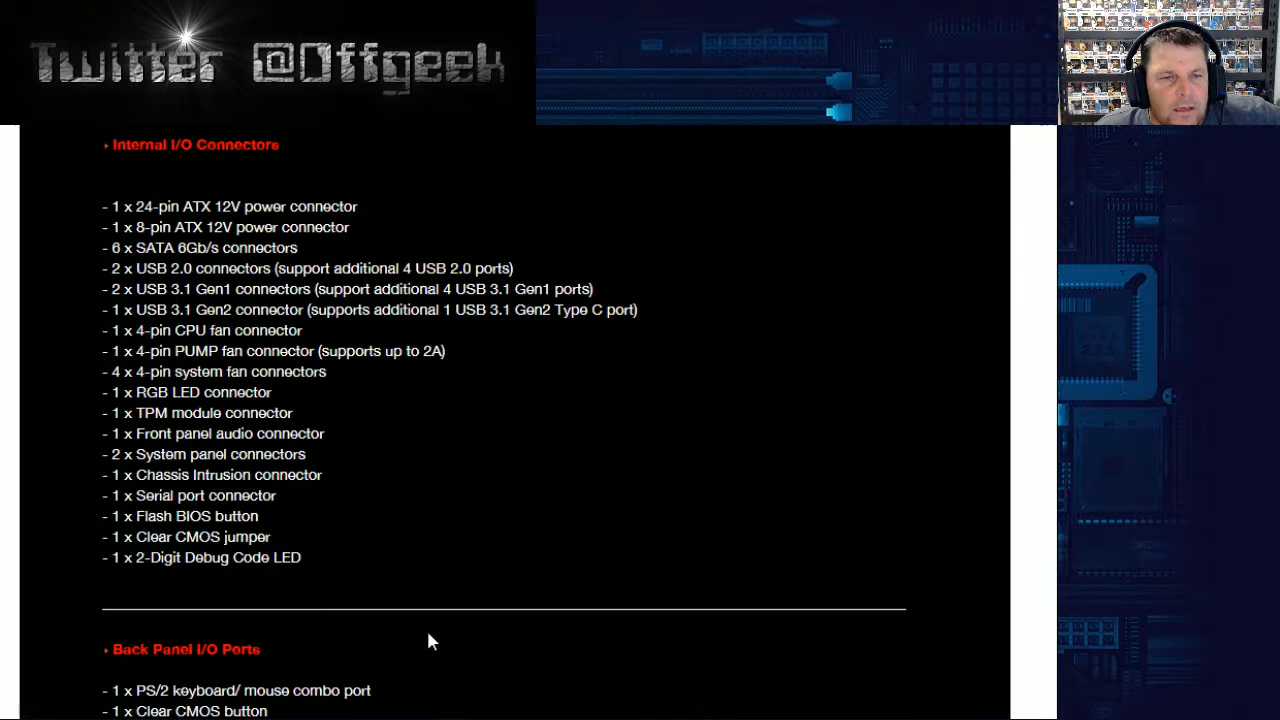 Twitter @Offgeek
Internal I/O Connectors
- 1 x 24-pin ATX 12V power connector
- 1 x 8-pin ATX 12V power connector
- 6 x SATA 6Gb/s connectors
- 2 x USB 2.0 connectors (support additional 4 USB 2.0 ports)
- 2 x USB 3.1 Gen1 connectors (support additional 4 USB 3.1 Gen1 ports)
- 1 x USB 3.1 Gen2 connector (supports additional 1 USB 3.1 Gen2 Type C port)
- 1 x 4-pin CPU fan connector
- 1 x 4-pin PUMP fan connector (supports up to 2A)
- 4 x 4-pin system fan connectors
- 1 x RGB LED connector
- 1 x TPM module connector
- 1 x Front panel audio connector
- 2 x System panel connectors
- 1 x Chassis Intrusion connector
- 1 x Serial port connector
- 1 x Flash BIOS button
- 1 x Clear CMOS jumper
- 1 x 2-Digit Debug Code LED
Back Panel I/O Ports
- 1 x PS/2 keyboard/ mouse combo port
- 1 x Clear CMOS button